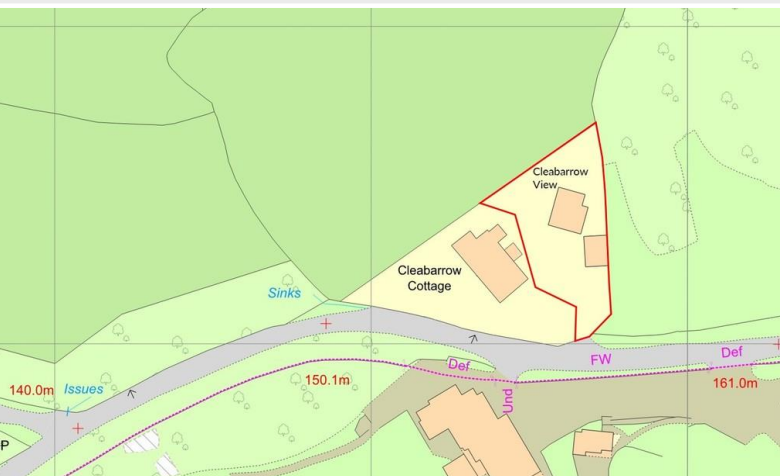 Cleabarrow
View
Cleabarrow
Cottage
Sinks
Def
FW
Def
150.1m
161.0m
140.0m
Issues
Und
P